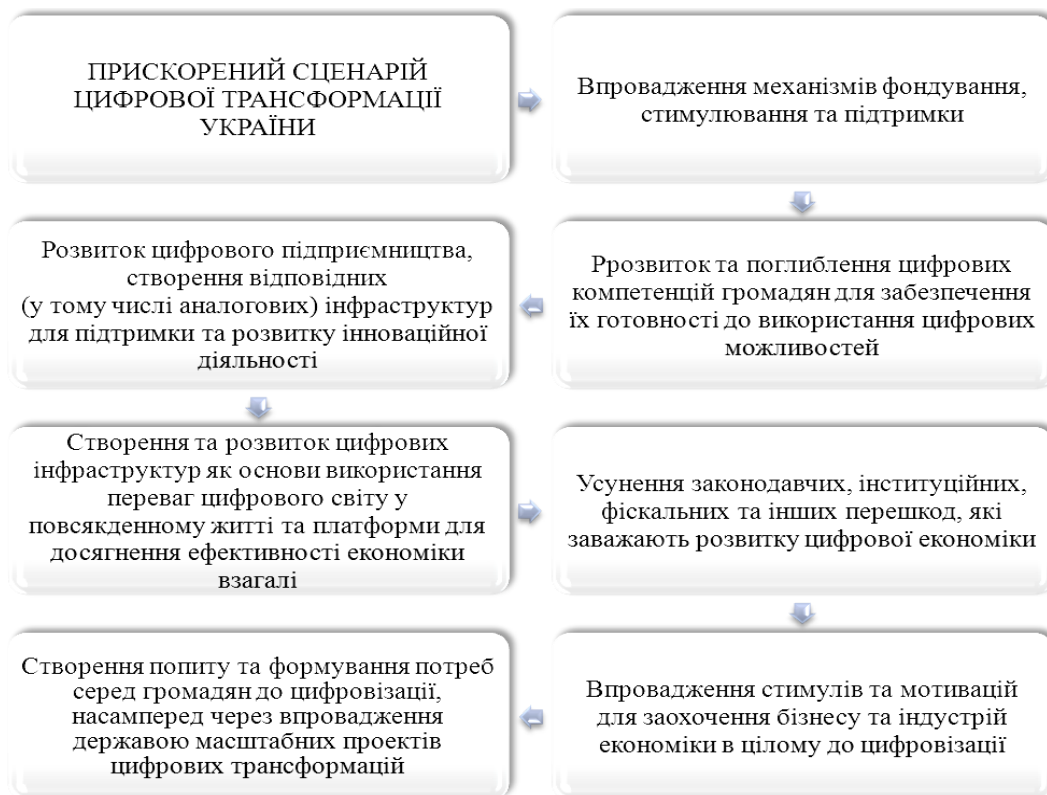 ПРИСКОРЕНИЙ СЦЕНАРІЙ
ЦИФРОВОЇ ТРАНСФОРМАЦІЇ
УКРАЇНИ
Впровадження механізмів фондування,
стимулювання та підтримки
Ррозвиток та поглиблення цифрових
компетенцій громадян для забезпечення
їх готовності до використання цифрових
можливостей
Розвиток цифрового підприємництва,
створення відповідних
(у тому числі аналогових) інфраструктур
для підтримки та розвитку інноваційної
діяльності
Створення та розвиток цифрових
інфраструктур як основи використання
переваг цифрового світу у
повсякденному житті та платформи для
досягнення ефективності економіки
взагалі
Усунення законодавчих, інституційних,
фіскальних та інших перешкод, які
заважають розвитку цифрової економіки
Впровадження стимулів та мотивацій
для заохочення бізнесу та індустрій
економіки в цілому до цифровізації
Створення попиту та формування потреб
серед громадян до цифровізації,
насамперед через впровадження
державою масштабних проектів
цифрових трансформацій